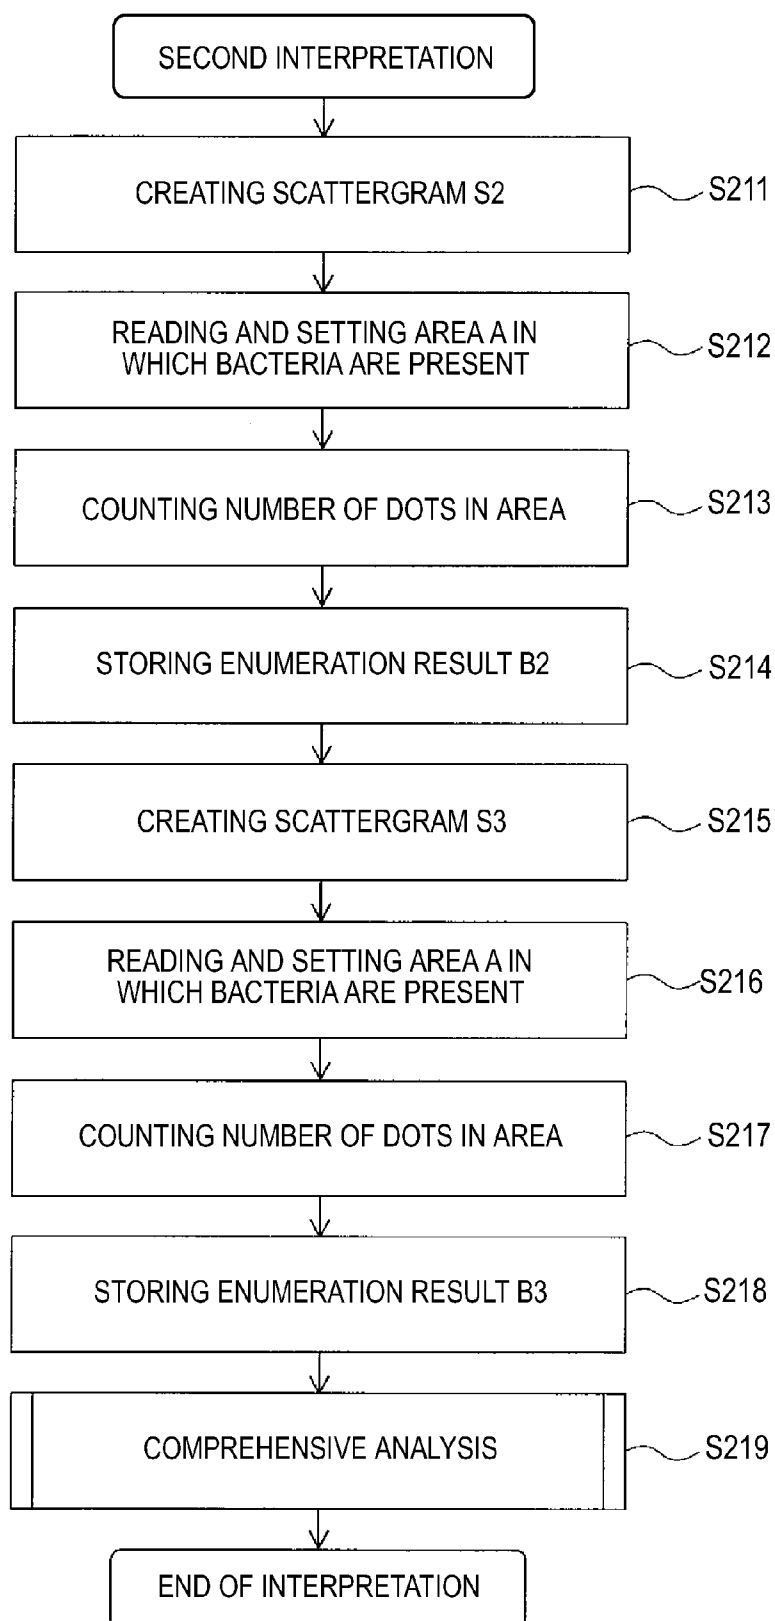 SECOND INTERPRETATION
CREATING SCATTERGRAM S2
S211
READING AND SETTING AREA A IN
WHICH BACTERIA ARE PRESENT
S212
COUNTING NUMBER OF DOTS IN AREA
S213
STORING ENUMERATION RESULT B2
S214
CREATING SCATTERGRAM S3
S215
READING AND SETTING AREA A IN
WHICH BACTERIA ARE PRESENT
S216
COUNTING NUMBER OF DOTS IN AREA
S217
STORING ENUMERATION RESULT B3
S218
COMPREHENSIVE ANALYSIS
S219
END OF INTERPRETATION